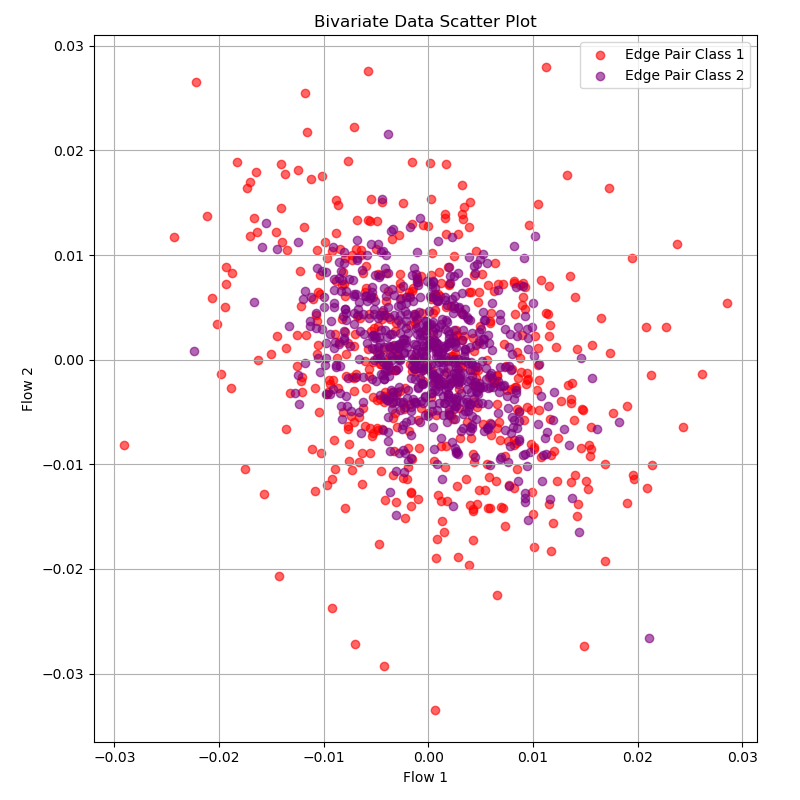 Bivariate Data Scatter Plot
Edge Pair Class 1
Edge Pair Class 2
0.03
0.02
0.01
0.00
−0.01
−0.02
−0.03
Flow 2
−0.03 −0.02 −0.01 0.00 0.01 0.02 0.03
Flow 1